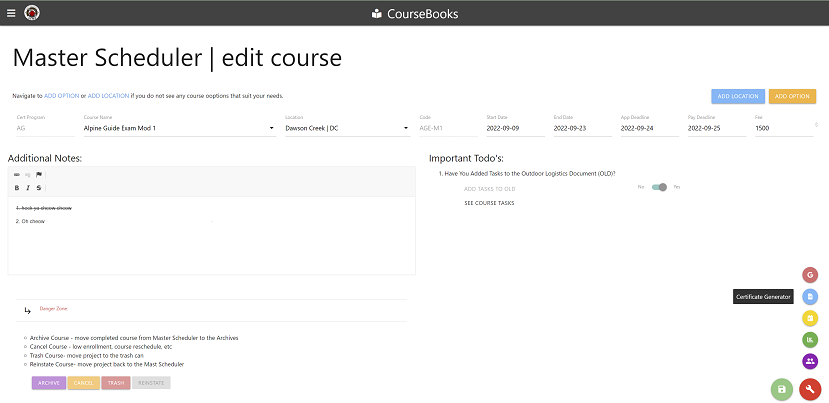 CourseBooks
Master Scheduler | edit course
Navigate to ADD OPTION or ADD LOCATION if you do not see any course ooptions that suit your needs.
ADD LOCATION
ADD OPTION
Cert Program
Course Name
Location
Code
Start Date
End Date
App Deadline
Pay Deadline
Fee
AG
Alpine Guide Exam Mod 1
Dawson Creek | DC
AGE-M1
2022-09-09
2022-09-23
2022-09-24
2022-09-25
1500
Additional Notes:
B I S
1. heck ya cheow cheow
2. Oh cheow
Important Todo's:
1. Have You Added Tasks to the Outdoor Logistics Document (OLD)?
ADD TASKS TO OLD
No
Yes
SEE COURSE TASKS
G
Certificate Generator
Danger Zone
Archive Course - move completed course from Master Scheduler to the Archives
Cancel Course - low enrollment, course reschedule, etc
Trash Course- move project to the trash can
Reinstate Course- move project back to the Mast Scheduler
ARCHIVE
CANCEL
TRASH
REINSTATE